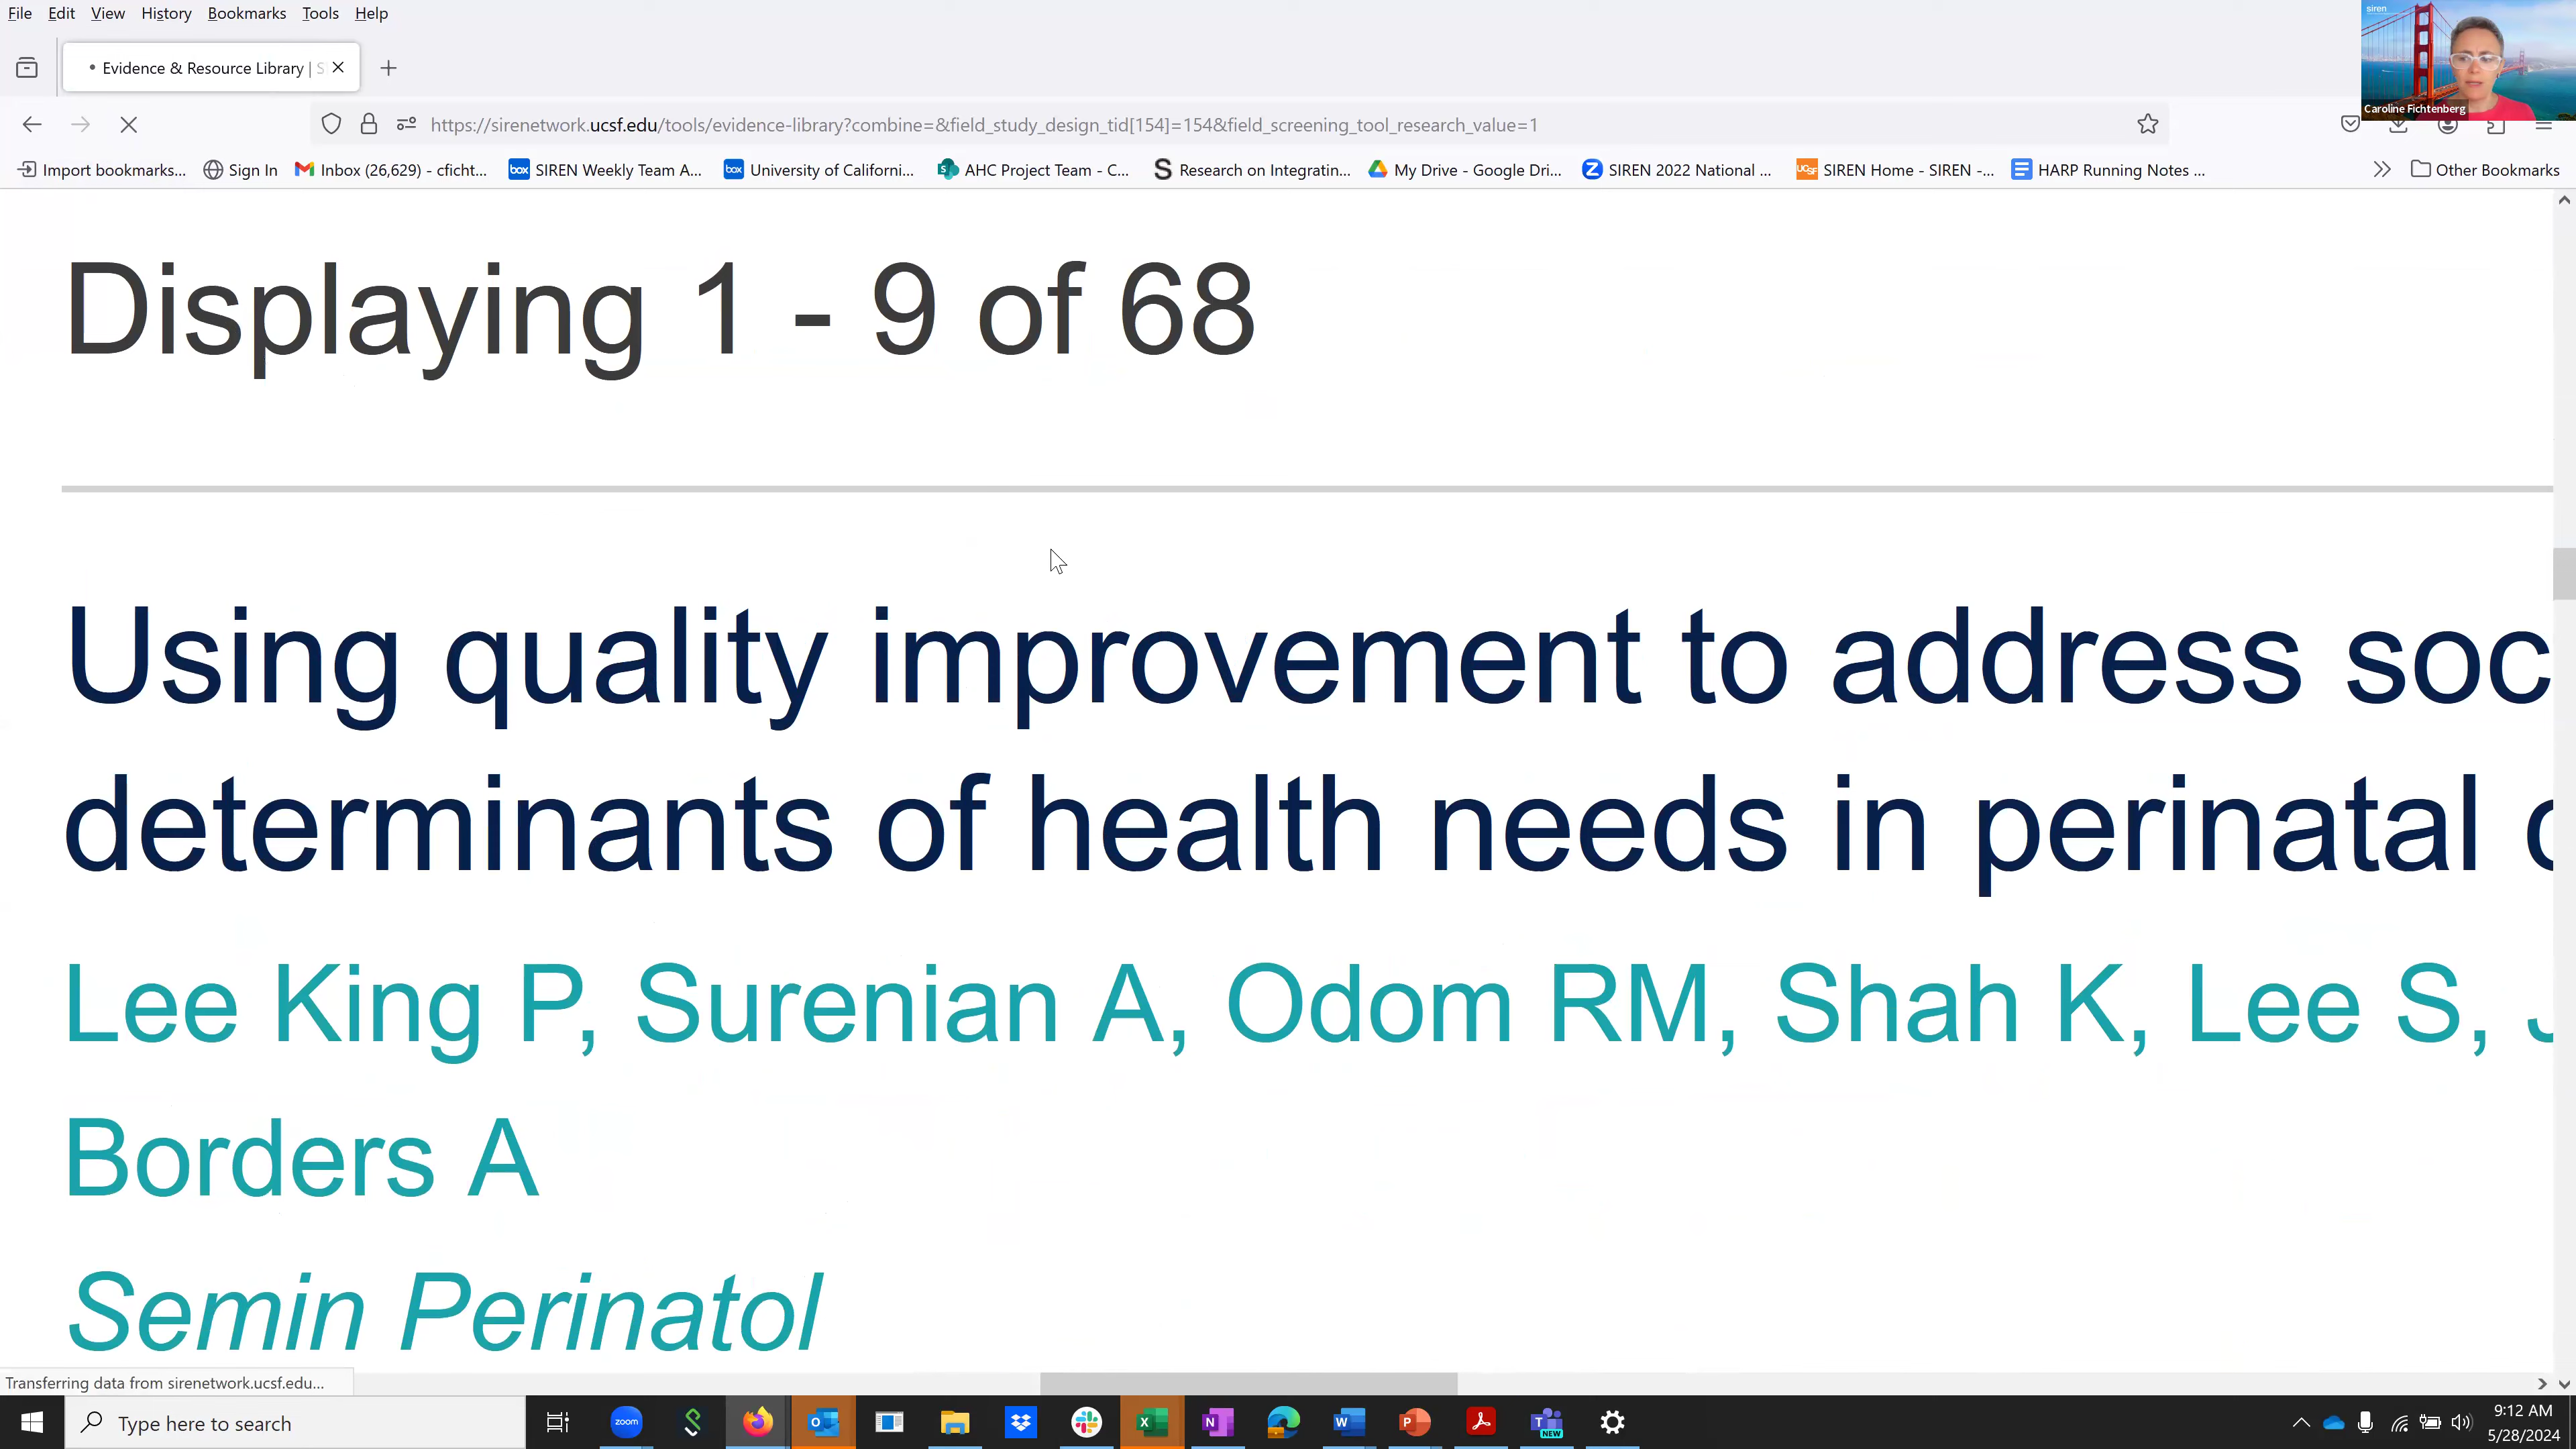 File Edit View History Bookmarks Tools Help
siren
Evidence & Resource Library | S
Caroline Fichtenberg
https://sirenetwork.ucsf.edu/tools/evidence-library?combine=&field_study_design_tid[154]=154&field_screening_tool_research_value=1
Import bookmarks... Sign In Inbox (26,629) - cficht... SIREN Weekly Team A... University of Californi... AHC Project Team - C... Research on Integratin... My Drive - Google Dri... SIREN 2022 National ... SIREN Home - SIREN -... HARP Running Notes ... Other Bookmarks
Displaying 1 - 9 of 68
Using quality improvement to address soc
determinants of health needs in perinatal c
Lee King P, Surenian A, Odom RM, Shah K, Lee S, J
Borders A
Semin Perinatol
Transferring data from sirenetwork.ucsf.edu...
Type here to search
zoom
NEW
9:12 AM
5/28/2024